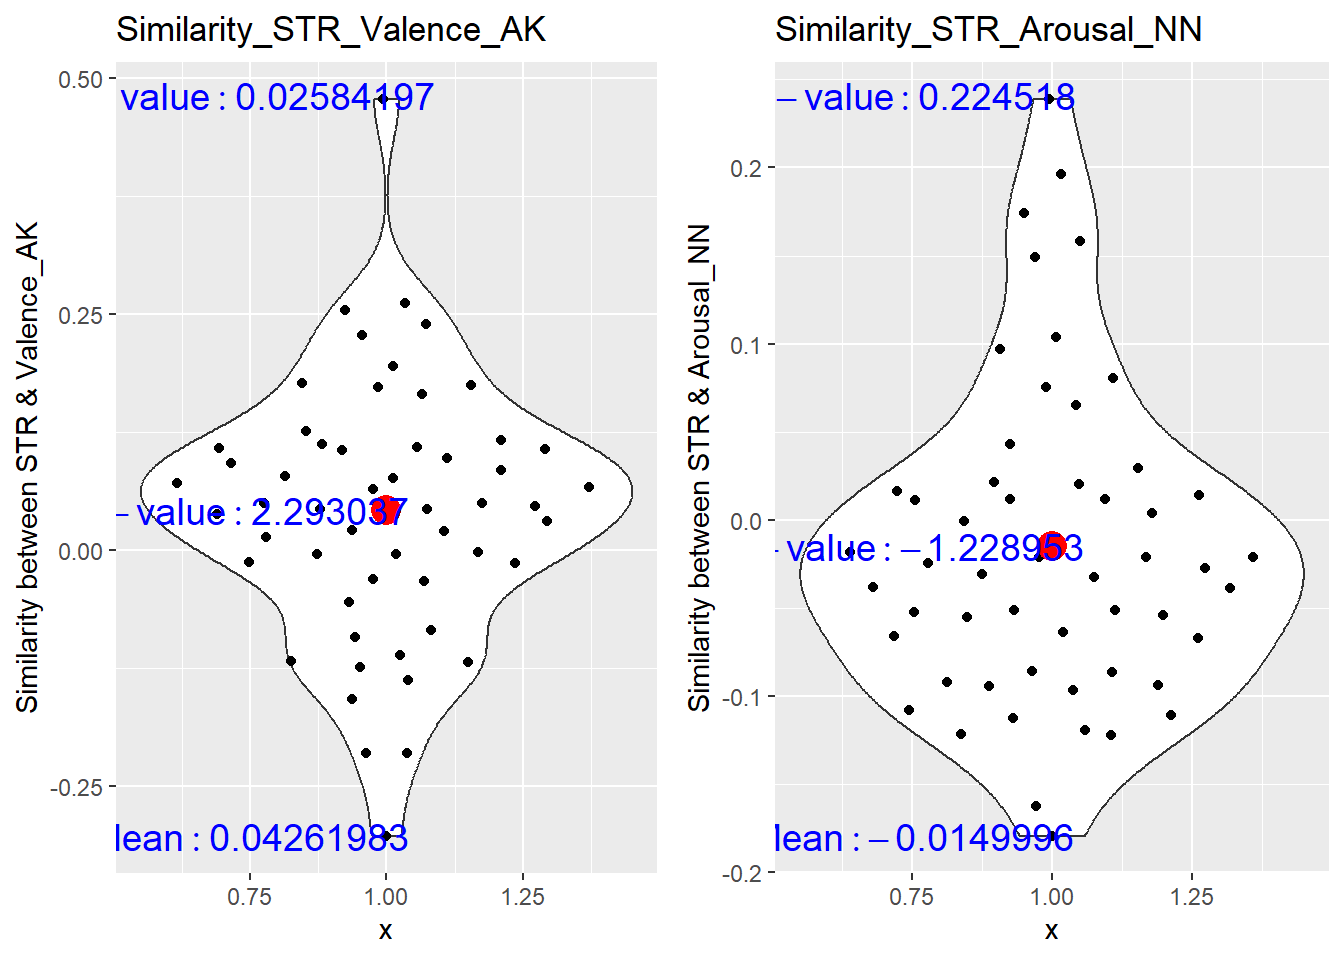 Similarity_STR_Valence_AK
Similarity between STR & Valence_AK
0.50
0.25
0.00
-0.25
value : 0.02584197
– value : 2.293037
lean : 0.04261983
0.75 1.00 1.25
x
Similarity_STR_Arousal_NN
Similarity between STR & Arousal_NN
0.2
0.1
0.0
-0.1
-0.2
– value : 0.224518
- value : –1.228953
lean : –0.0149996
0.75 1.00 1.25
x